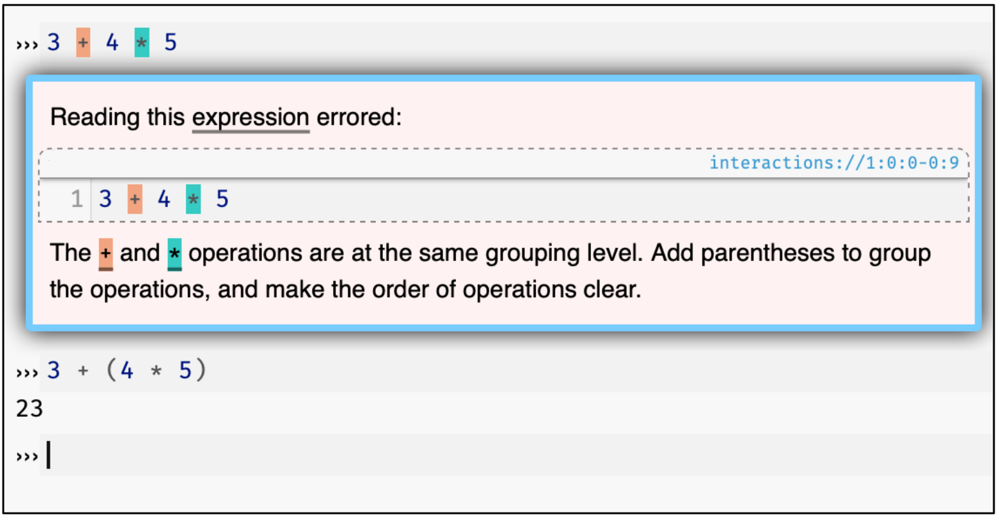 ››› 3 + 4 * 5
Reading this expression errored:
interactions://1:0:0-0:9
1 3 + 4 * 5
The + and * operations are at the same grouping level. Add parentheses to group
the operations, and make the order of operations clear.
››› 3 + (4 * 5)
23
›››